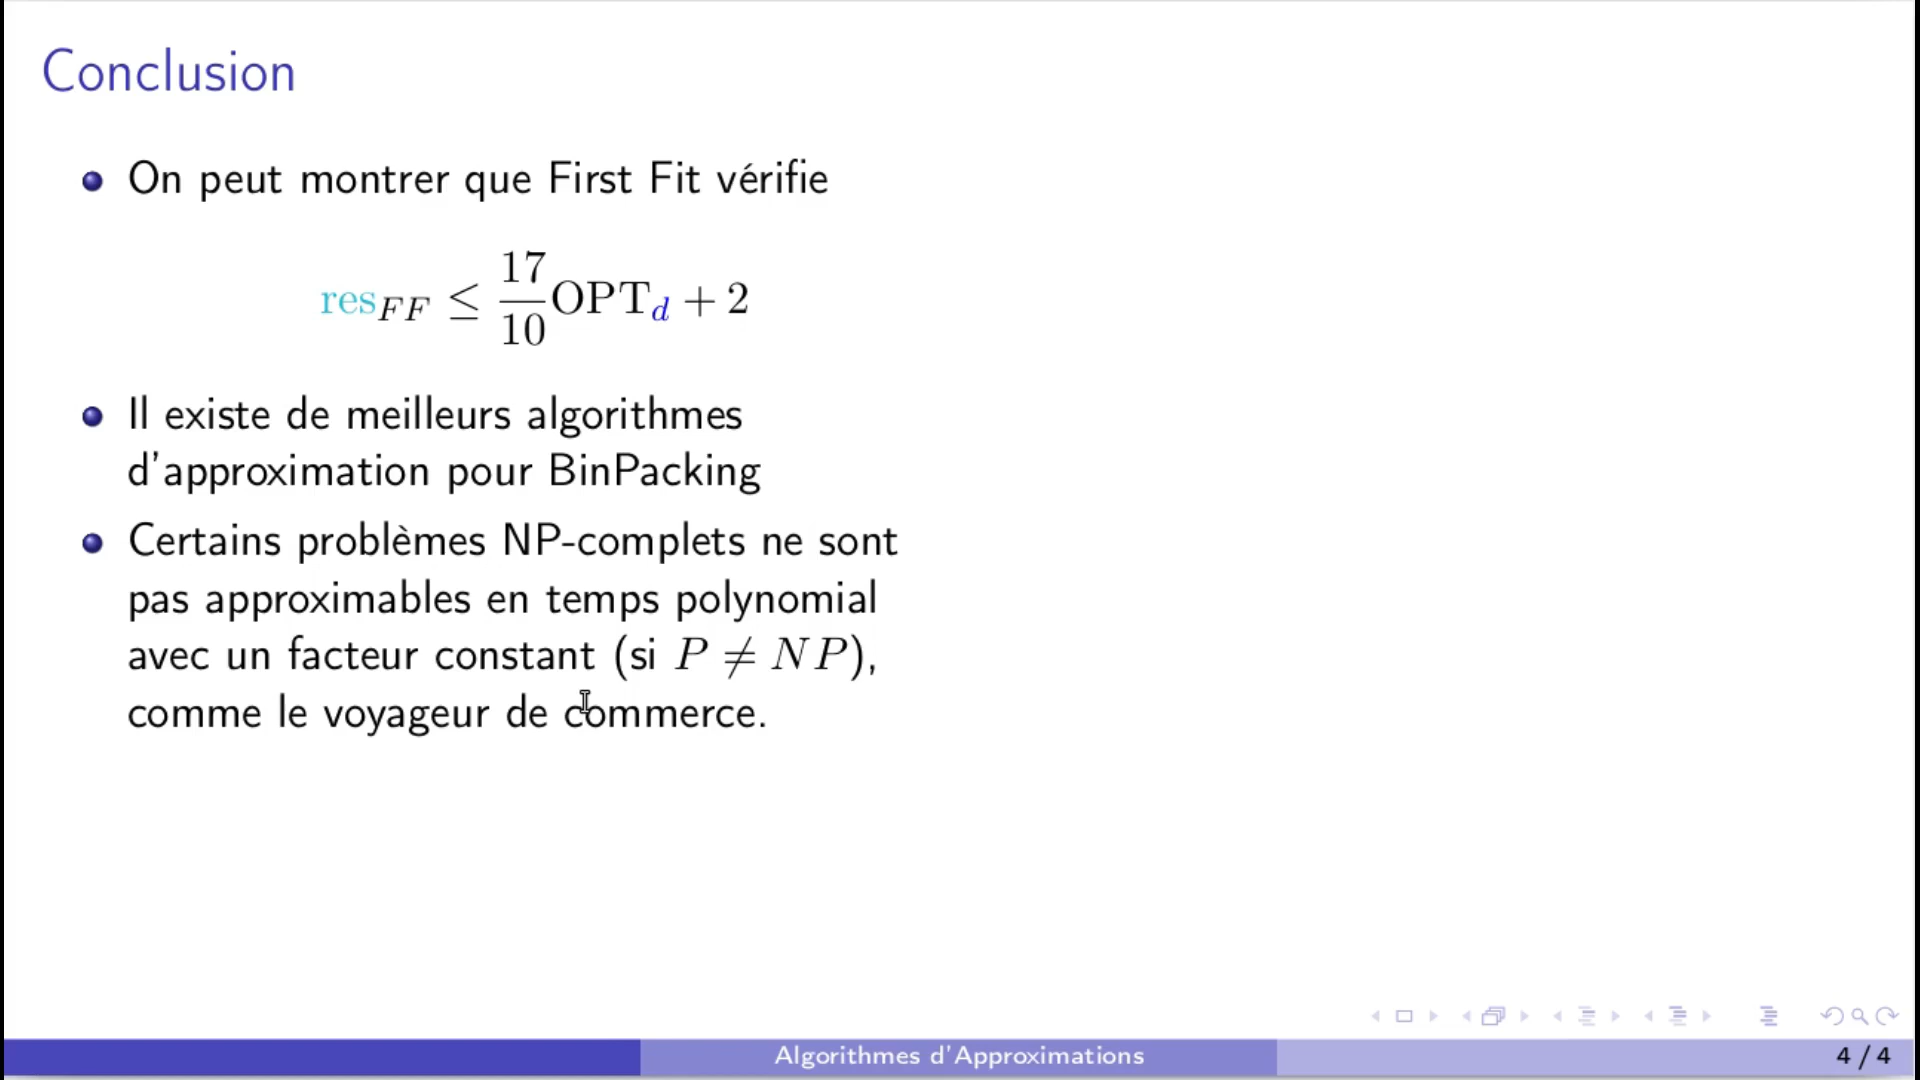 Conclusion
On peut montrer que First Fit vérifie
res_FF ≤ 17/10 OPT_d + 2
Il existe de meilleurs algorithmes
d'approximation pour BinPacking
Certains problèmes NP-complets ne sont
pas approximables en temps polynomial
avec un facteur constant (si P ≠ NP),
comme le voyageur de commerce.
Algorithmes d'Approximations
4 / 4